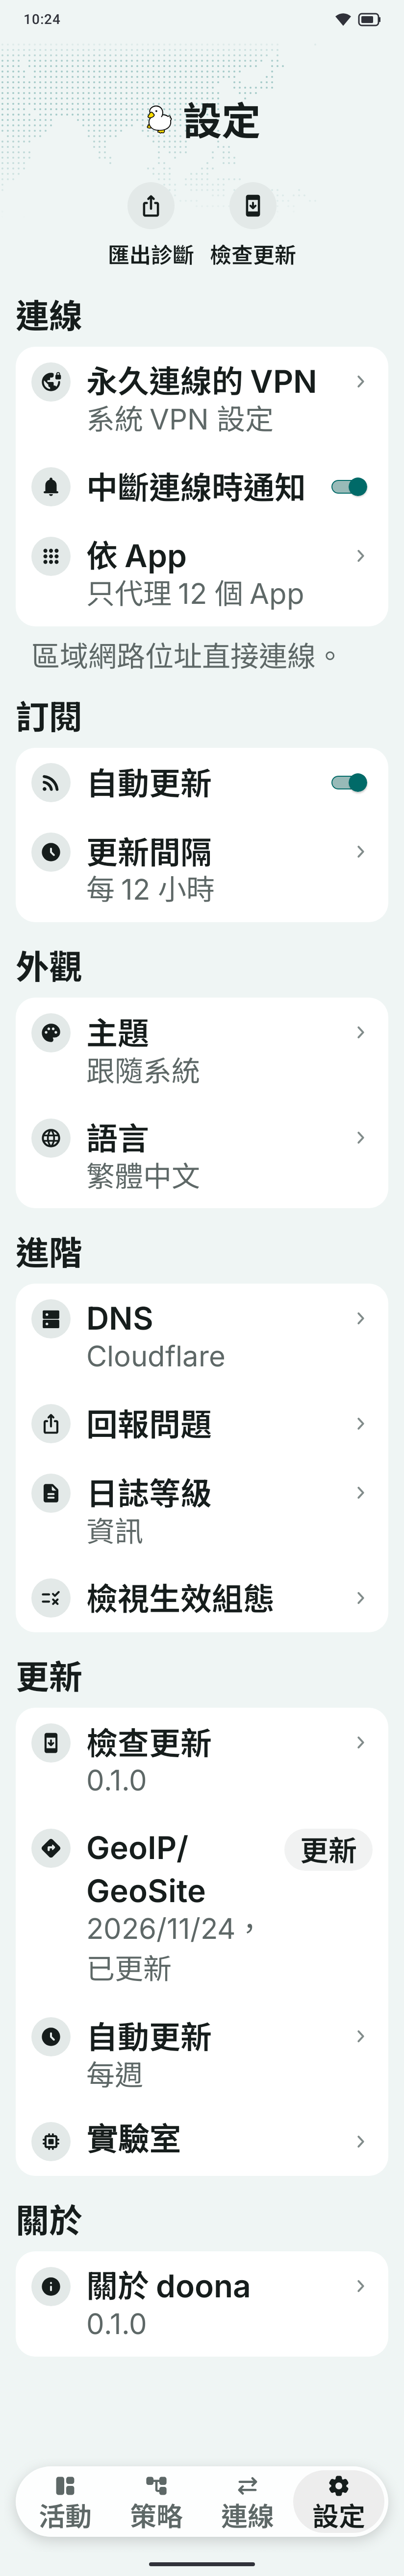 10:24
設定
匯出診斷 檢查更新
連線
永久連線的 VPN
系統 VPN 設定
中斷連線時通知
依 App
只代理 12 個 App
區域網路位址直接連線。
訂閱
自動更新
更新間隔
每 12 小時
外觀
主題
跟隨系統
語言
繁體中文
進階
DNS
Cloudflare
回報問題
日誌等級
資訊
檢視生效組態
更新
檢查更新
0.1.0
GeoIP/
GeoSite
更新
2026/11/24，
已更新
自動更新
每週
實驗室
關於
關於 doona
0.1.0
活動 策略 連線 設定